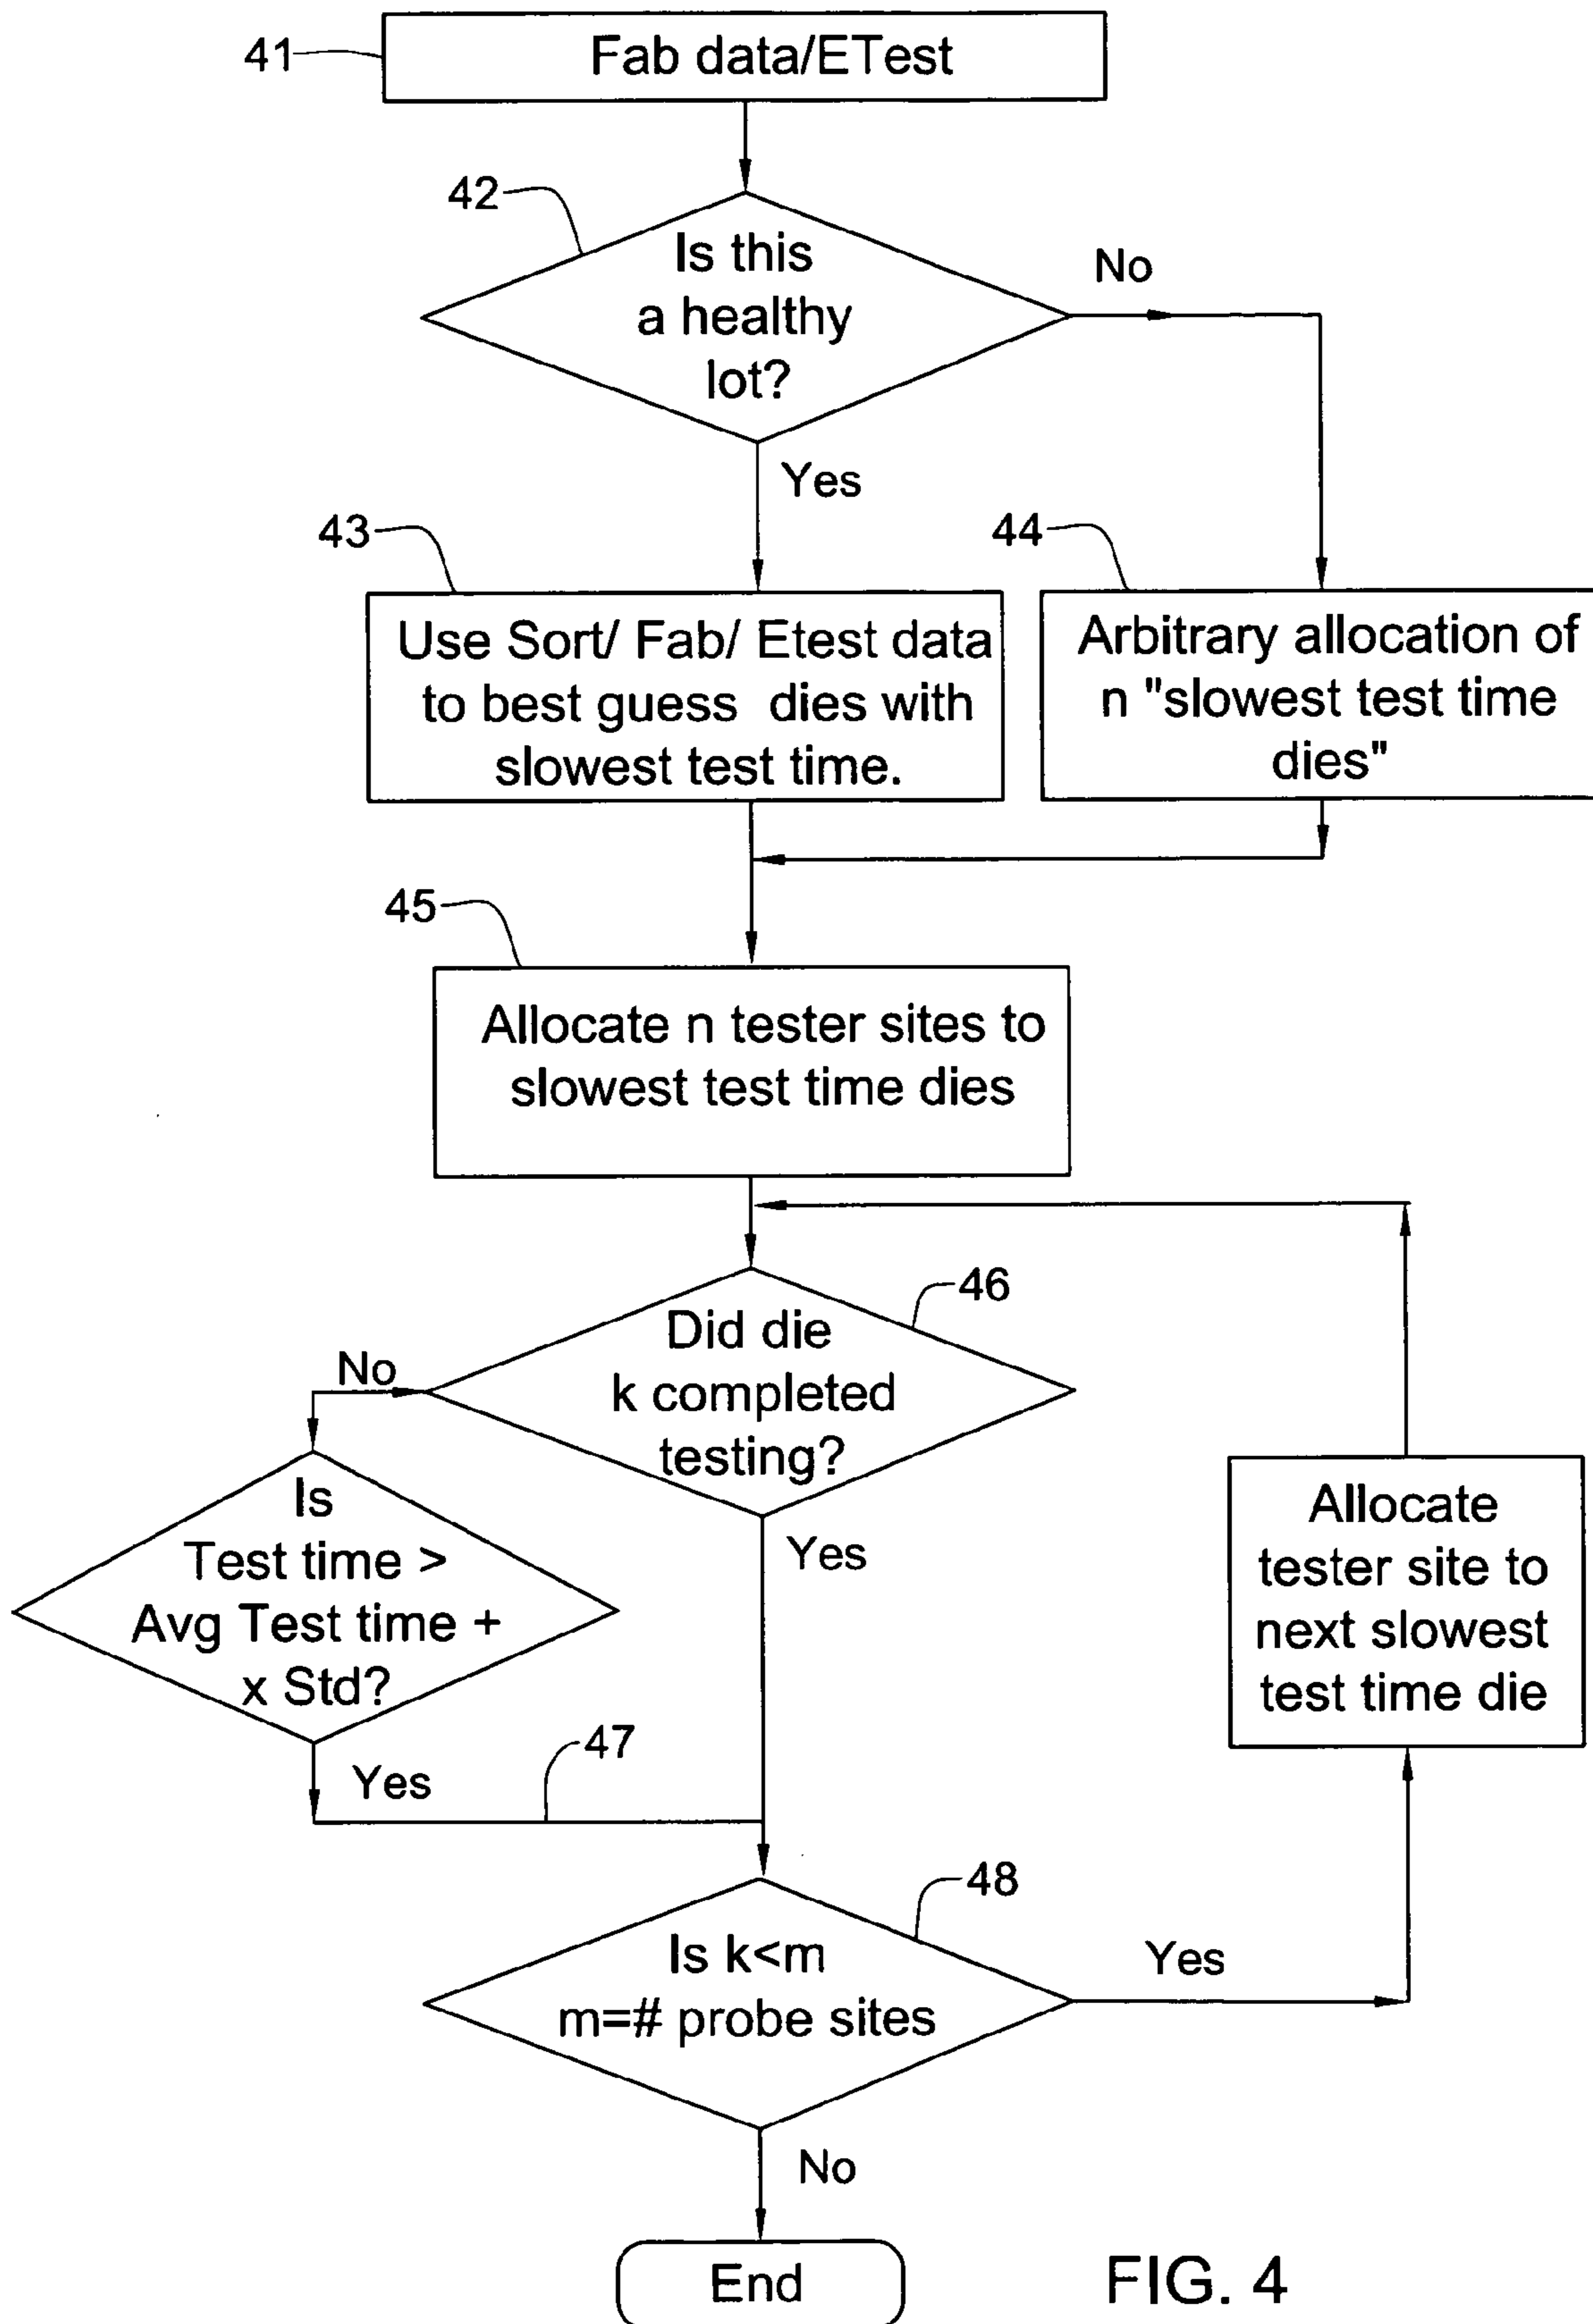 41
Fab data/ETest
42
Is this
a healthy
lot?
No
Yes
43
Use Sort/ Fab/ Etest data
to best guess dies with
slowest test time.
44
Arbitrary allocation of
n "slowest test time
dies"
45
Allocate n tester sites to
slowest test time dies
46
Did die
k completed
testing?
No
Yes
Is
Test time >
Avg Test time +
x Std?
Yes
47
Allocate
tester site to
next slowest
test time die
48
Is k<m
m=# probe sites
Yes
No
End
FIG. 4